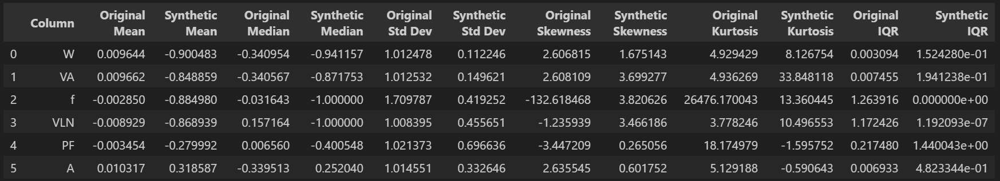 Column Original Mean Synthetic Mean Original Median Synthetic Median Original Std Dev Synthetic Std Dev Original Skewness Synthetic Skewness Original Kurtosis Synthetic Kurtosis Original IQR Synthetic IQR
0 W 0.009644 -0.900483 -0.340954 -0.941157 1.012478 0.112246 2.606815 1.675143 4.929429 8.126754 0.003094 1.524280e-01
1 VA 0.009662 -0.848859 -0.340567 -0.871753 1.012532 0.149621 2.608109 3.699277 4.936269 33.848118 0.007455 1.941238e-01
2 f -0.002850 -0.884980 -0.031643 -1.000000 1.709787 0.419252 -132.618468 3.820626 26476.170043 13.360445 1.263916 0.000000e+00
3 VLN -0.008929 -0.868939 0.157164 -1.000000 1.008395 0.455651 -1.235939 3.466186 3.778246 10.496553 1.172426 1.192093e-07
4 PF -0.003454 -0.279992 0.006560 -0.400548 1.021373 0.696636 -3.447209 0.265056 18.174979 -1.595752 0.217480 1.440043e+00
5 A 0.010317 0.318587 -0.339513 0.252040 1.014551 0.332646 2.635545 0.601752 5.129188 -0.590643 0.006933 4.823344e-01